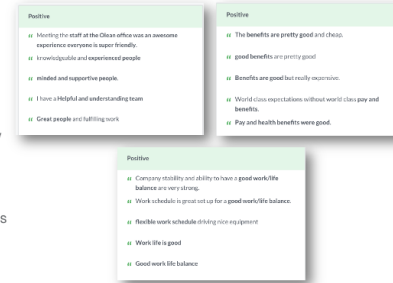 Positive
Meeting the staff at the Olean office was an awesome
experience everyone is super friendly.
knowledgeable and experienced people
minded and supportive people.
I have a Helpful and understanding team
Great people and fulfilling work
Positive
The benefits are pretty good and cheap.
good benefits are pretty good
Benefits are good but really expensive.
World class expectations without world class pay and
benefits.
Pay and health benefits were good.
Positive
Company stability and ability to have a good work/life
balance are very strong.
Work schedule is great set up for a good work/life balance.
flexible work schedule driving nice equipment
Work life is good
Good work life balance
s